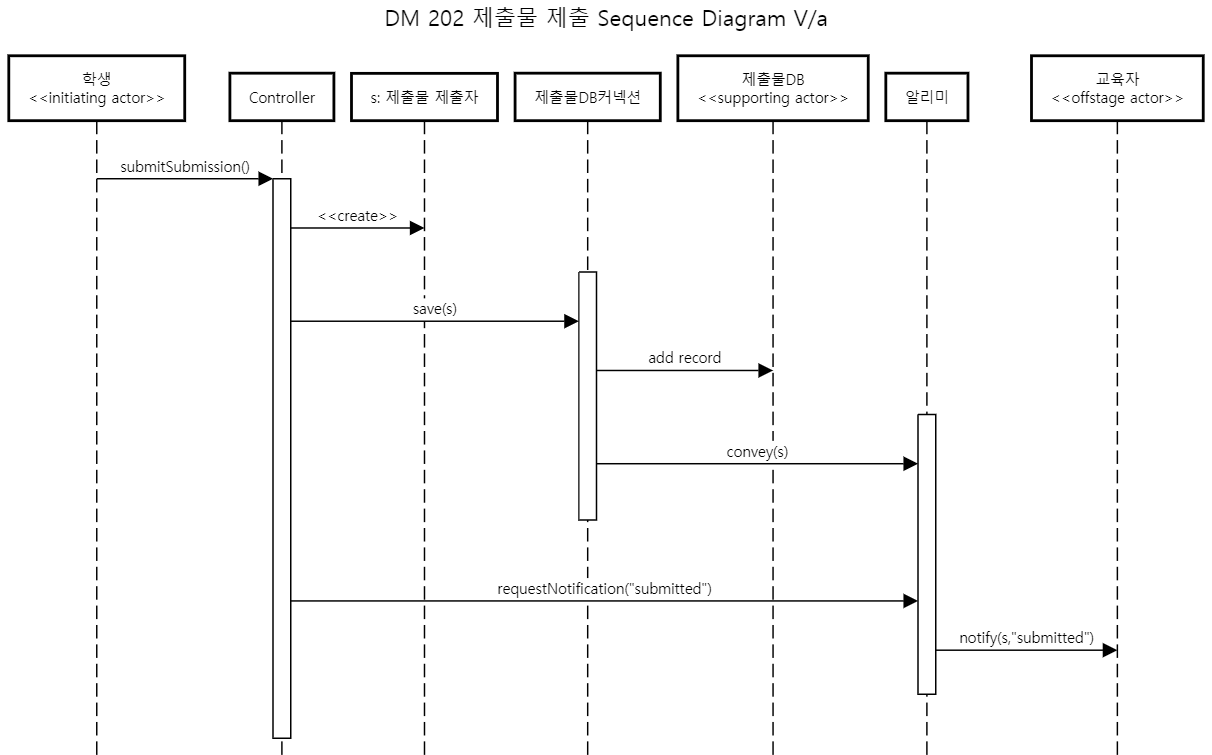 DM 202 제출물 제출 Sequence Diagram V/a
학생
<<initiating actor>>
Controller
s: 제출물 제출자
제출물DB커넥션
제출물DB
<<supporting actor>>
알리미
교육자
<<offstage actor>>
submitSubmission()
<<create>>
save(s)
add record
convey(s)
requestNotification("submitted")
notify(s,"submitted")